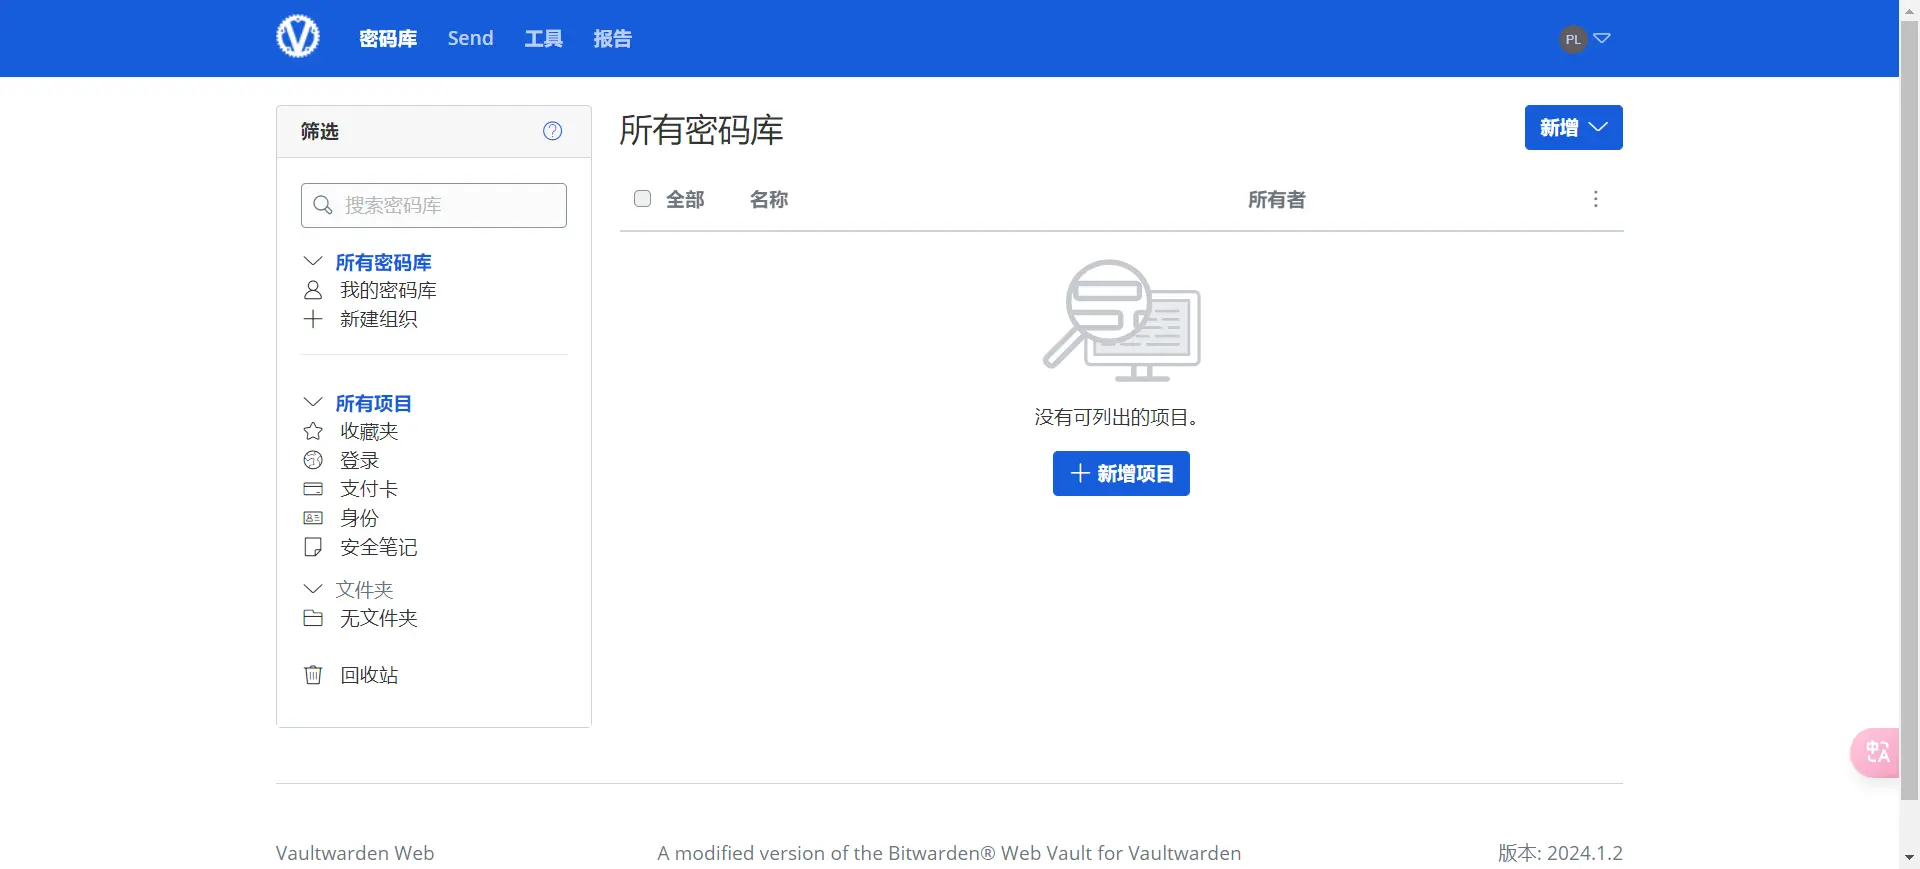 密码库 Send 工具 报告 PL
筛选
搜索密码库
所有密码库
我的密码库
新建组织
所有项目
收藏夹
登录
支付卡
身份
安全笔记
文件夹
无文件夹
回收站
所有密码库
新增
全部 名称 所有者
没有可列出的项目。
新增项目
中A
Vaultwarden Web
A modified version of the Bitwarden® Web Vault for Vaultwarden
版本: 2024.1.2